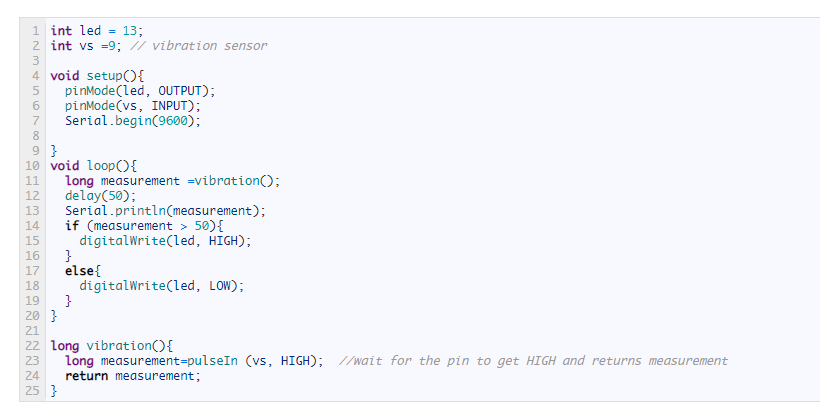 1 int led = 13;
2 int vs =9; // vibration sensor
3
4 void setup(){
5   pinMode(led, OUTPUT);
6   pinMode(vs, INPUT);
7   Serial.begin(9600);
8
9 }
10 void loop(){
11   long measurement =vibration();
12   delay(50);
13   Serial.println(measurement);
14   if (measurement > 50){
15     digitalWrite(led, HIGH);
16   }
17   else{
18     digitalWrite(led, LOW);
19   }
20 }
21
22 long vibration(){
23   long measurement=pulseIn (vs, HIGH);  //wait for the pin to get HIGH and returns measurement
24   return measurement;
25 }